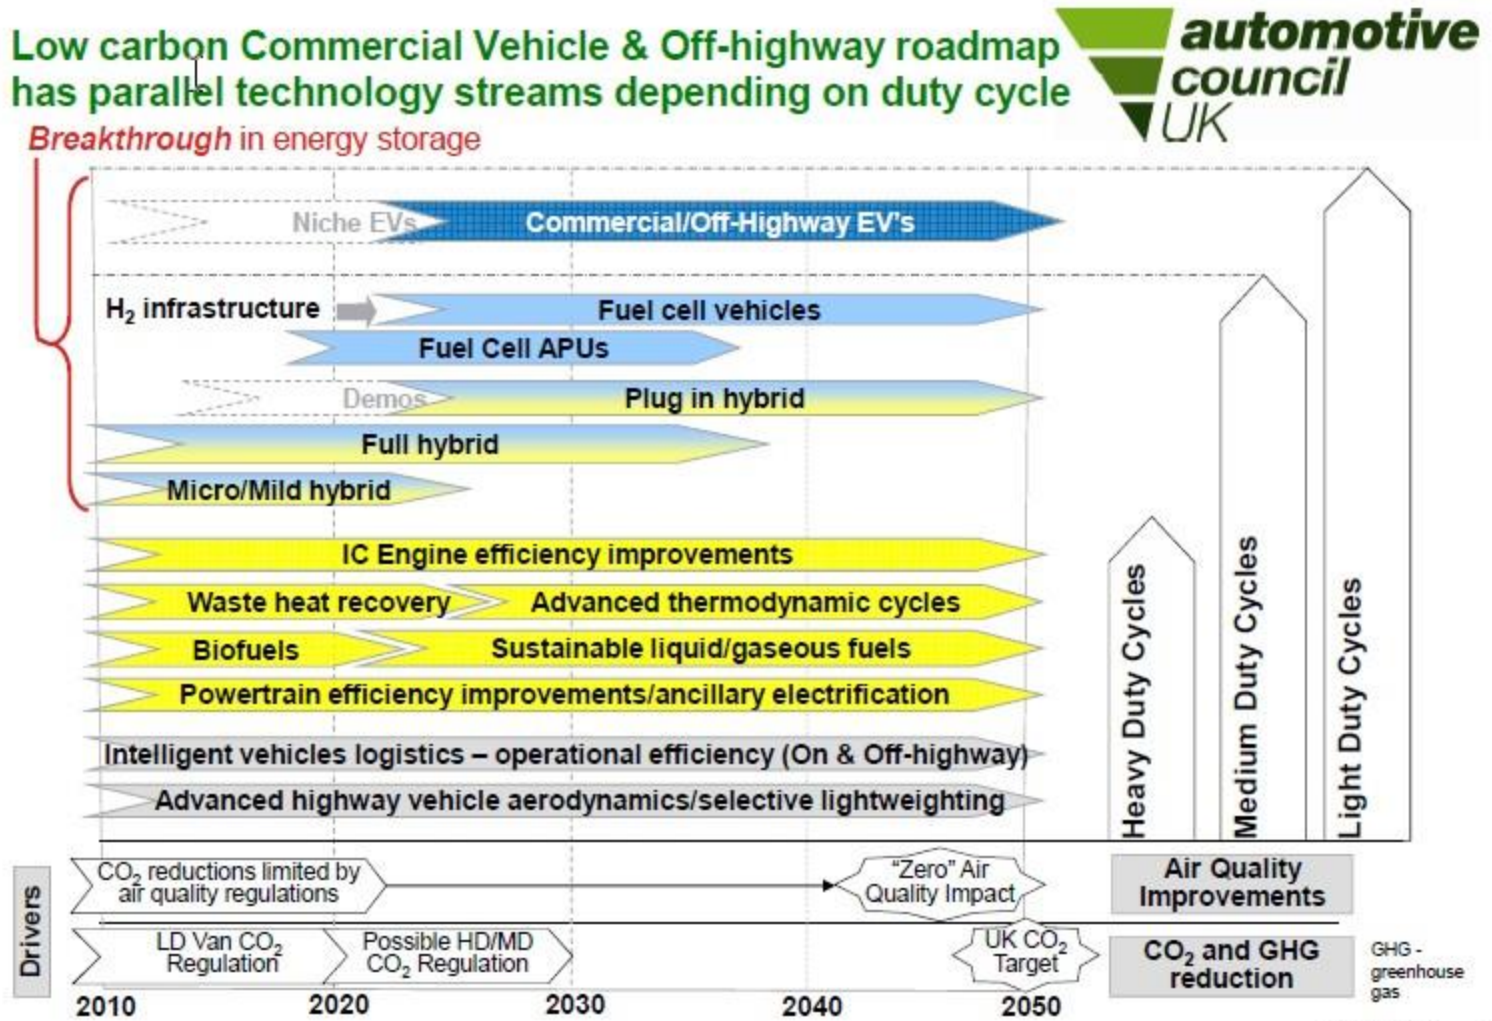 Low carbon Commercial Vehicle & Off-highway roadmap
has parallel technology streams depending on duty cycle
automotive
council
UK
Breakthrough in energy storage
Niche EVs
Commercial/Off-Highway EV's
H₂ infrastructure
Fuel cell vehicles
Fuel Cell APUs
Demos
Plug in hybrid
Full hybrid
Micro/Mild hybrid
IC Engine efficiency improvements
Waste heat recovery
Advanced thermodynamic cycles
Biofuels
Sustainable liquid/gaseous fuels
Powertrain efficiency improvements/ancillary electrification
Intelligent vehicles logistics – operational efficiency (On & Off-highway)
Advanced highway vehicle aerodynamics/selective lightweighting
Heavy Duty Cycles
Medium Duty Cycles
Light Duty Cycles
Drivers
CO₂ reductions limited by
air quality regulations
“Zero” Air
Quality Impact
Air Quality
Improvements
LD Van CO₂
Regulation
Possible HD/MD
CO₂ Regulation
UK CO₂
Target
CO₂ and GHG
reduction
GHG -
greenhouse
gas
2010
2020
2030
2040
2050